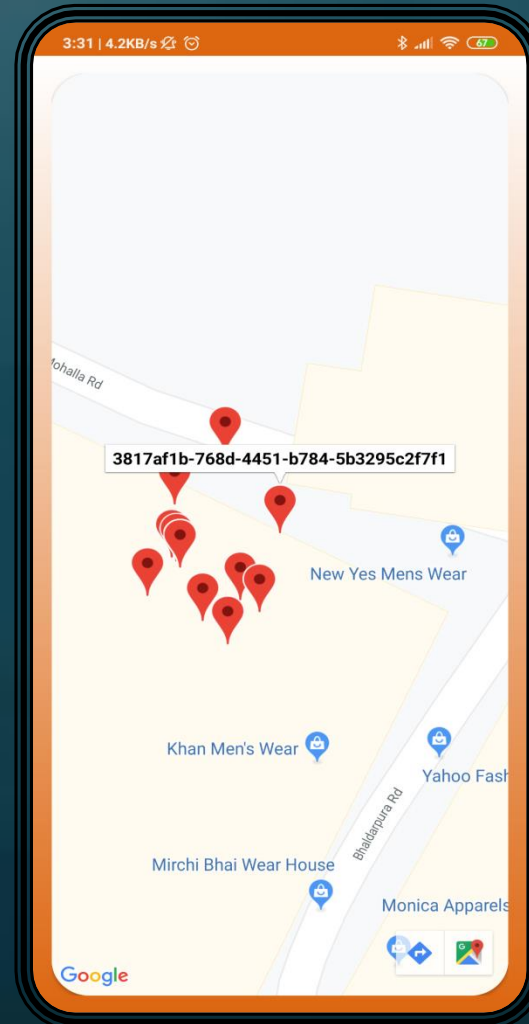 3:31 | 4.2KB/s
67
Mohalla Rd
3817af1b-768d-4451-b784-5b3295c2f7f1
New Yes Mens Wear
Khan Men's Wear
Yahoo Fash
Bhaldarpura Rd
Mirchi Bhai Wear House
Monica Apparels
Google